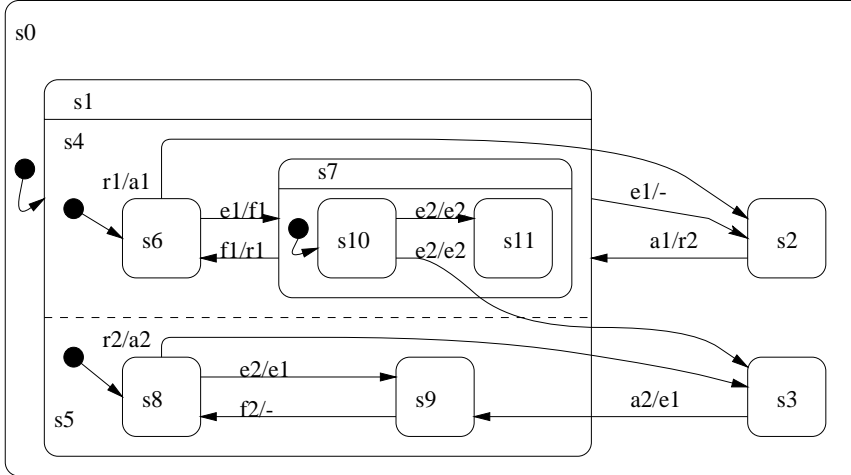 s0
s1
s4
s7
r1/a1
e1/-
e1/f1
e2/e2
s6
s10
s11
s2
f1/r1
e2/e2
a1/r2
r2/a2
e2/e1
s8
s9
s3
f2/-
a2/e1
s5